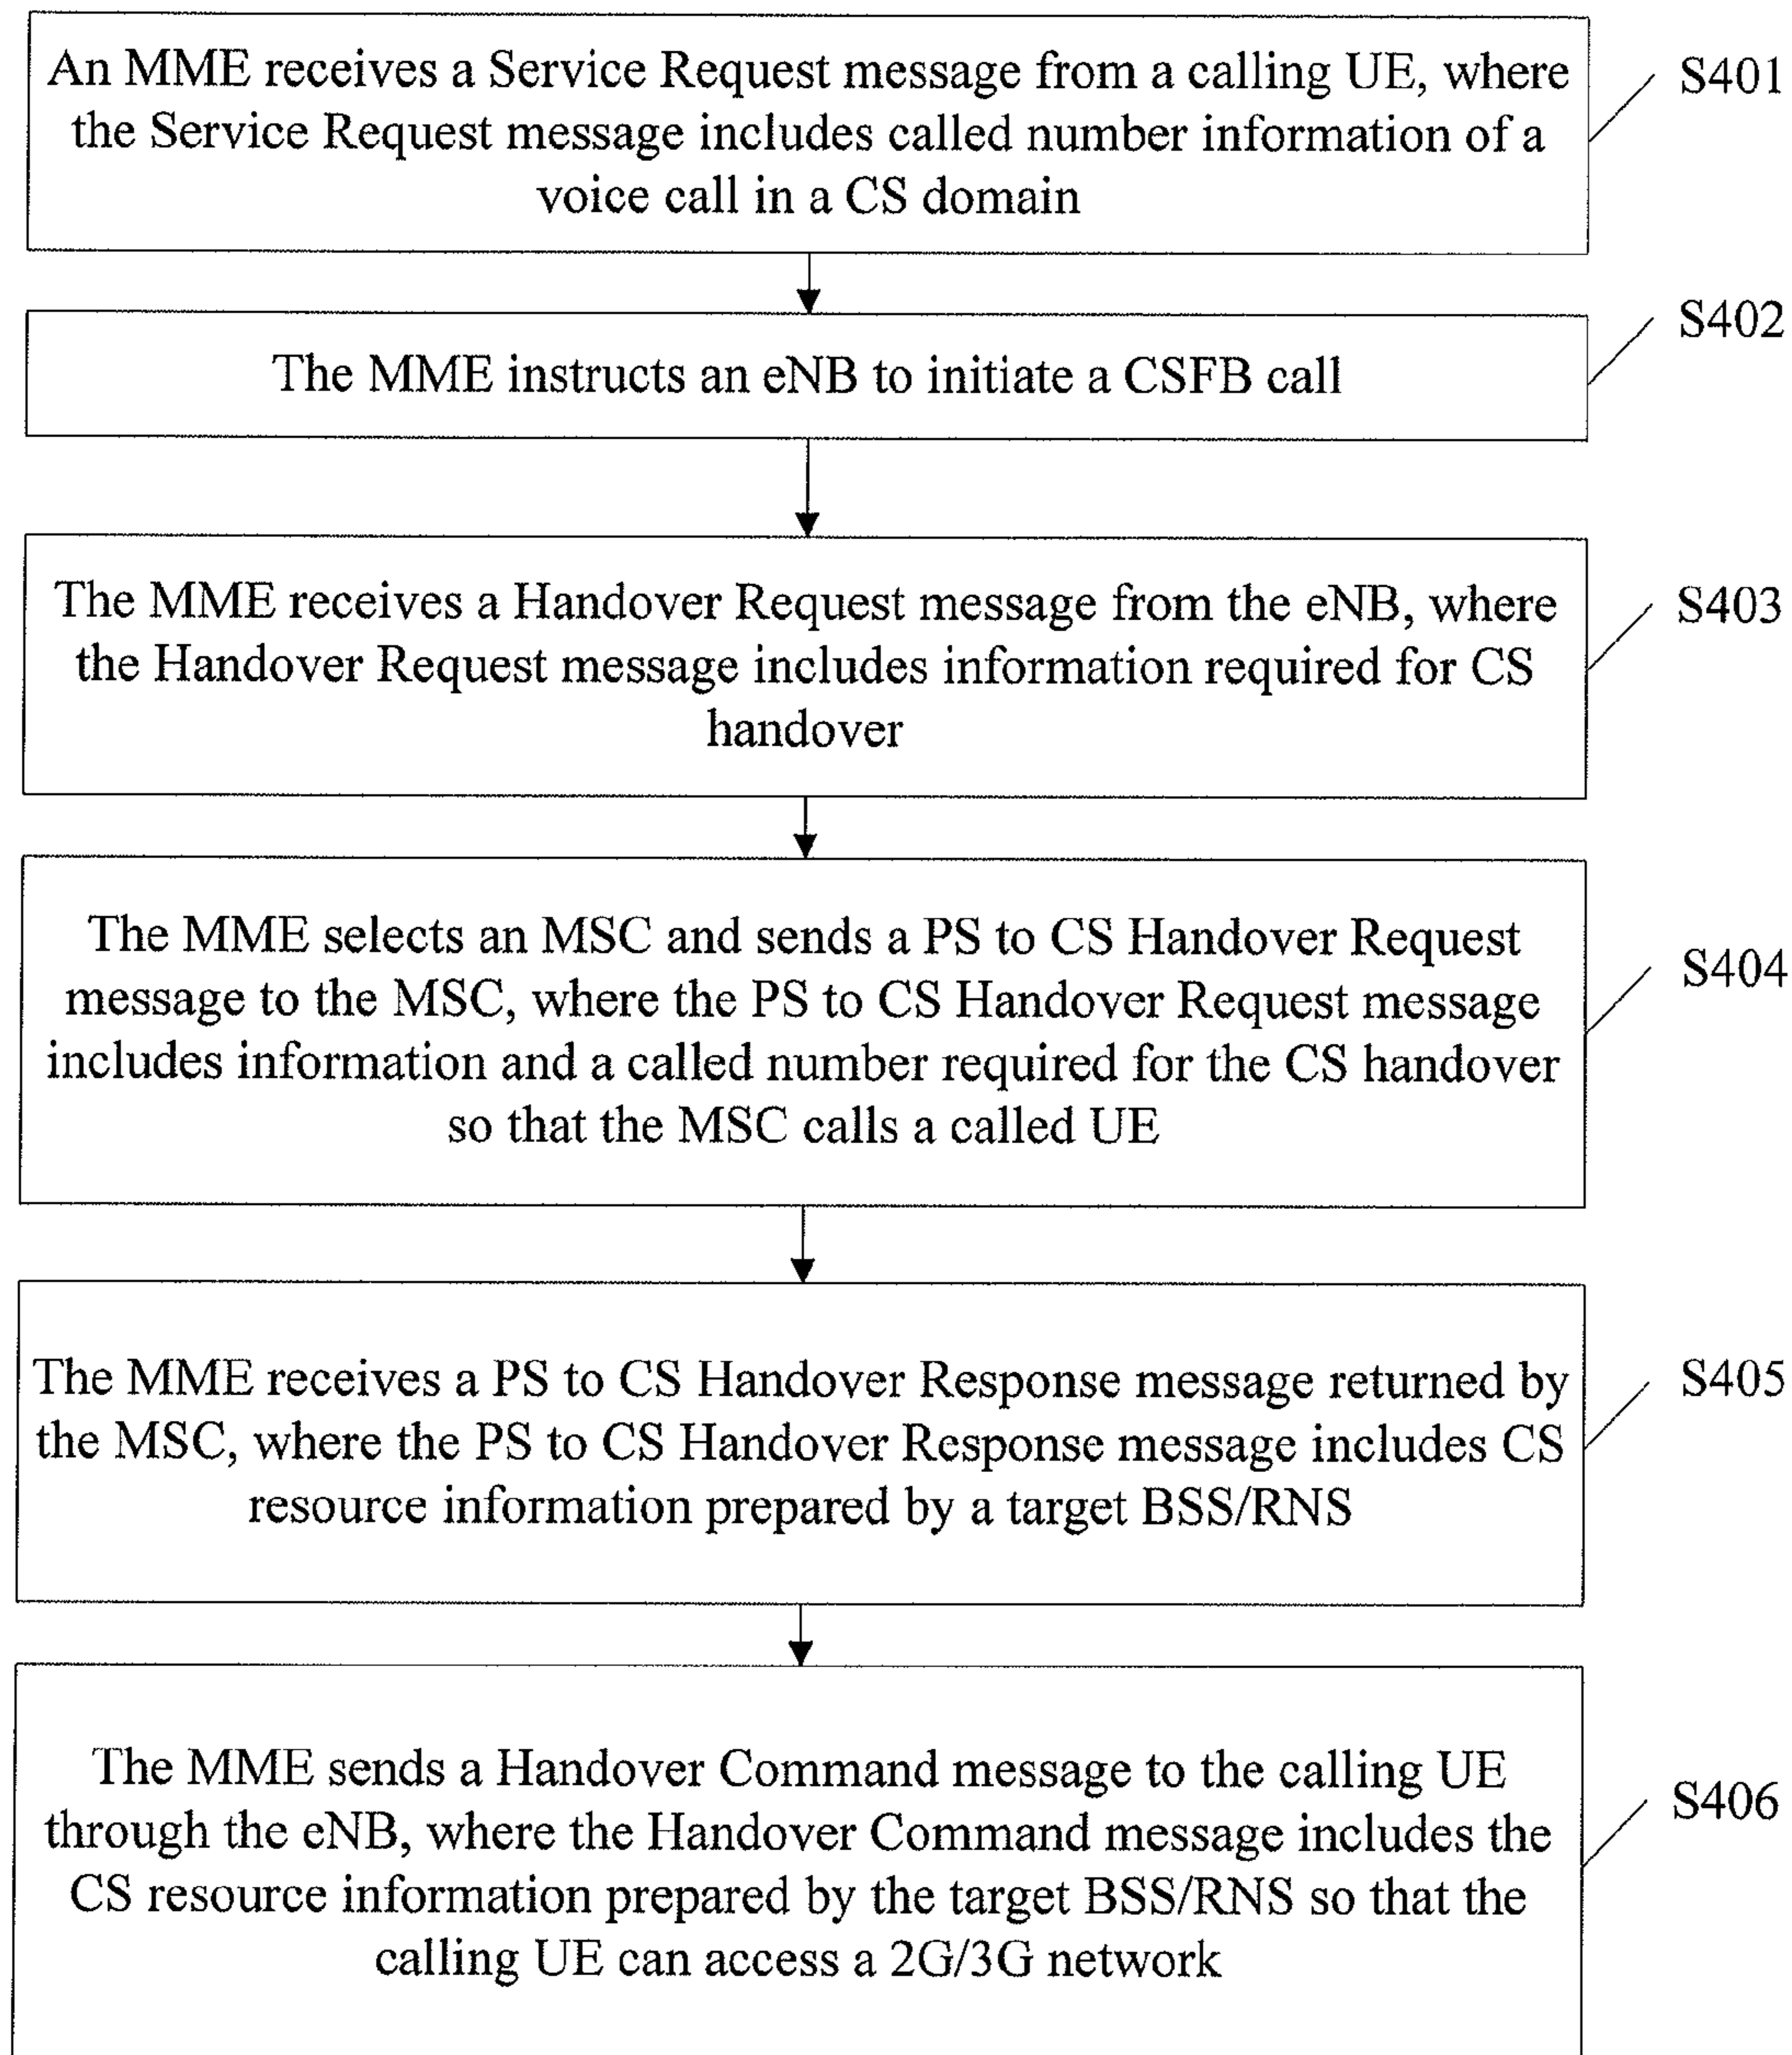 An MME receives a Service Request message from a calling UE, where
the Service Request message includes called number information of a
voice call in a CS domain
S401
The MME instructs an eNB to initiate a CSFB call
S402
The MME receives a Handover Request message from the eNB, where
the Handover Request message includes information required for CS
handover
S403
The MME selects an MSC and sends a PS to CS Handover Request
message to the MSC, where the PS to CS Handover Request message
includes information and a called number required for the CS handover
so that the MSC calls a called UE
S404
The MME receives a PS to CS Handover Response message returned by
the MSC, where the PS to CS Handover Response message includes CS
resource information prepared by a target BSS/RNS
S405
The MME sends a Handover Command message to the calling UE
through the eNB, where the Handover Command message includes the
CS resource information prepared by the target BSS/RNS so that the
calling UE can access a 2G/3G network
S406